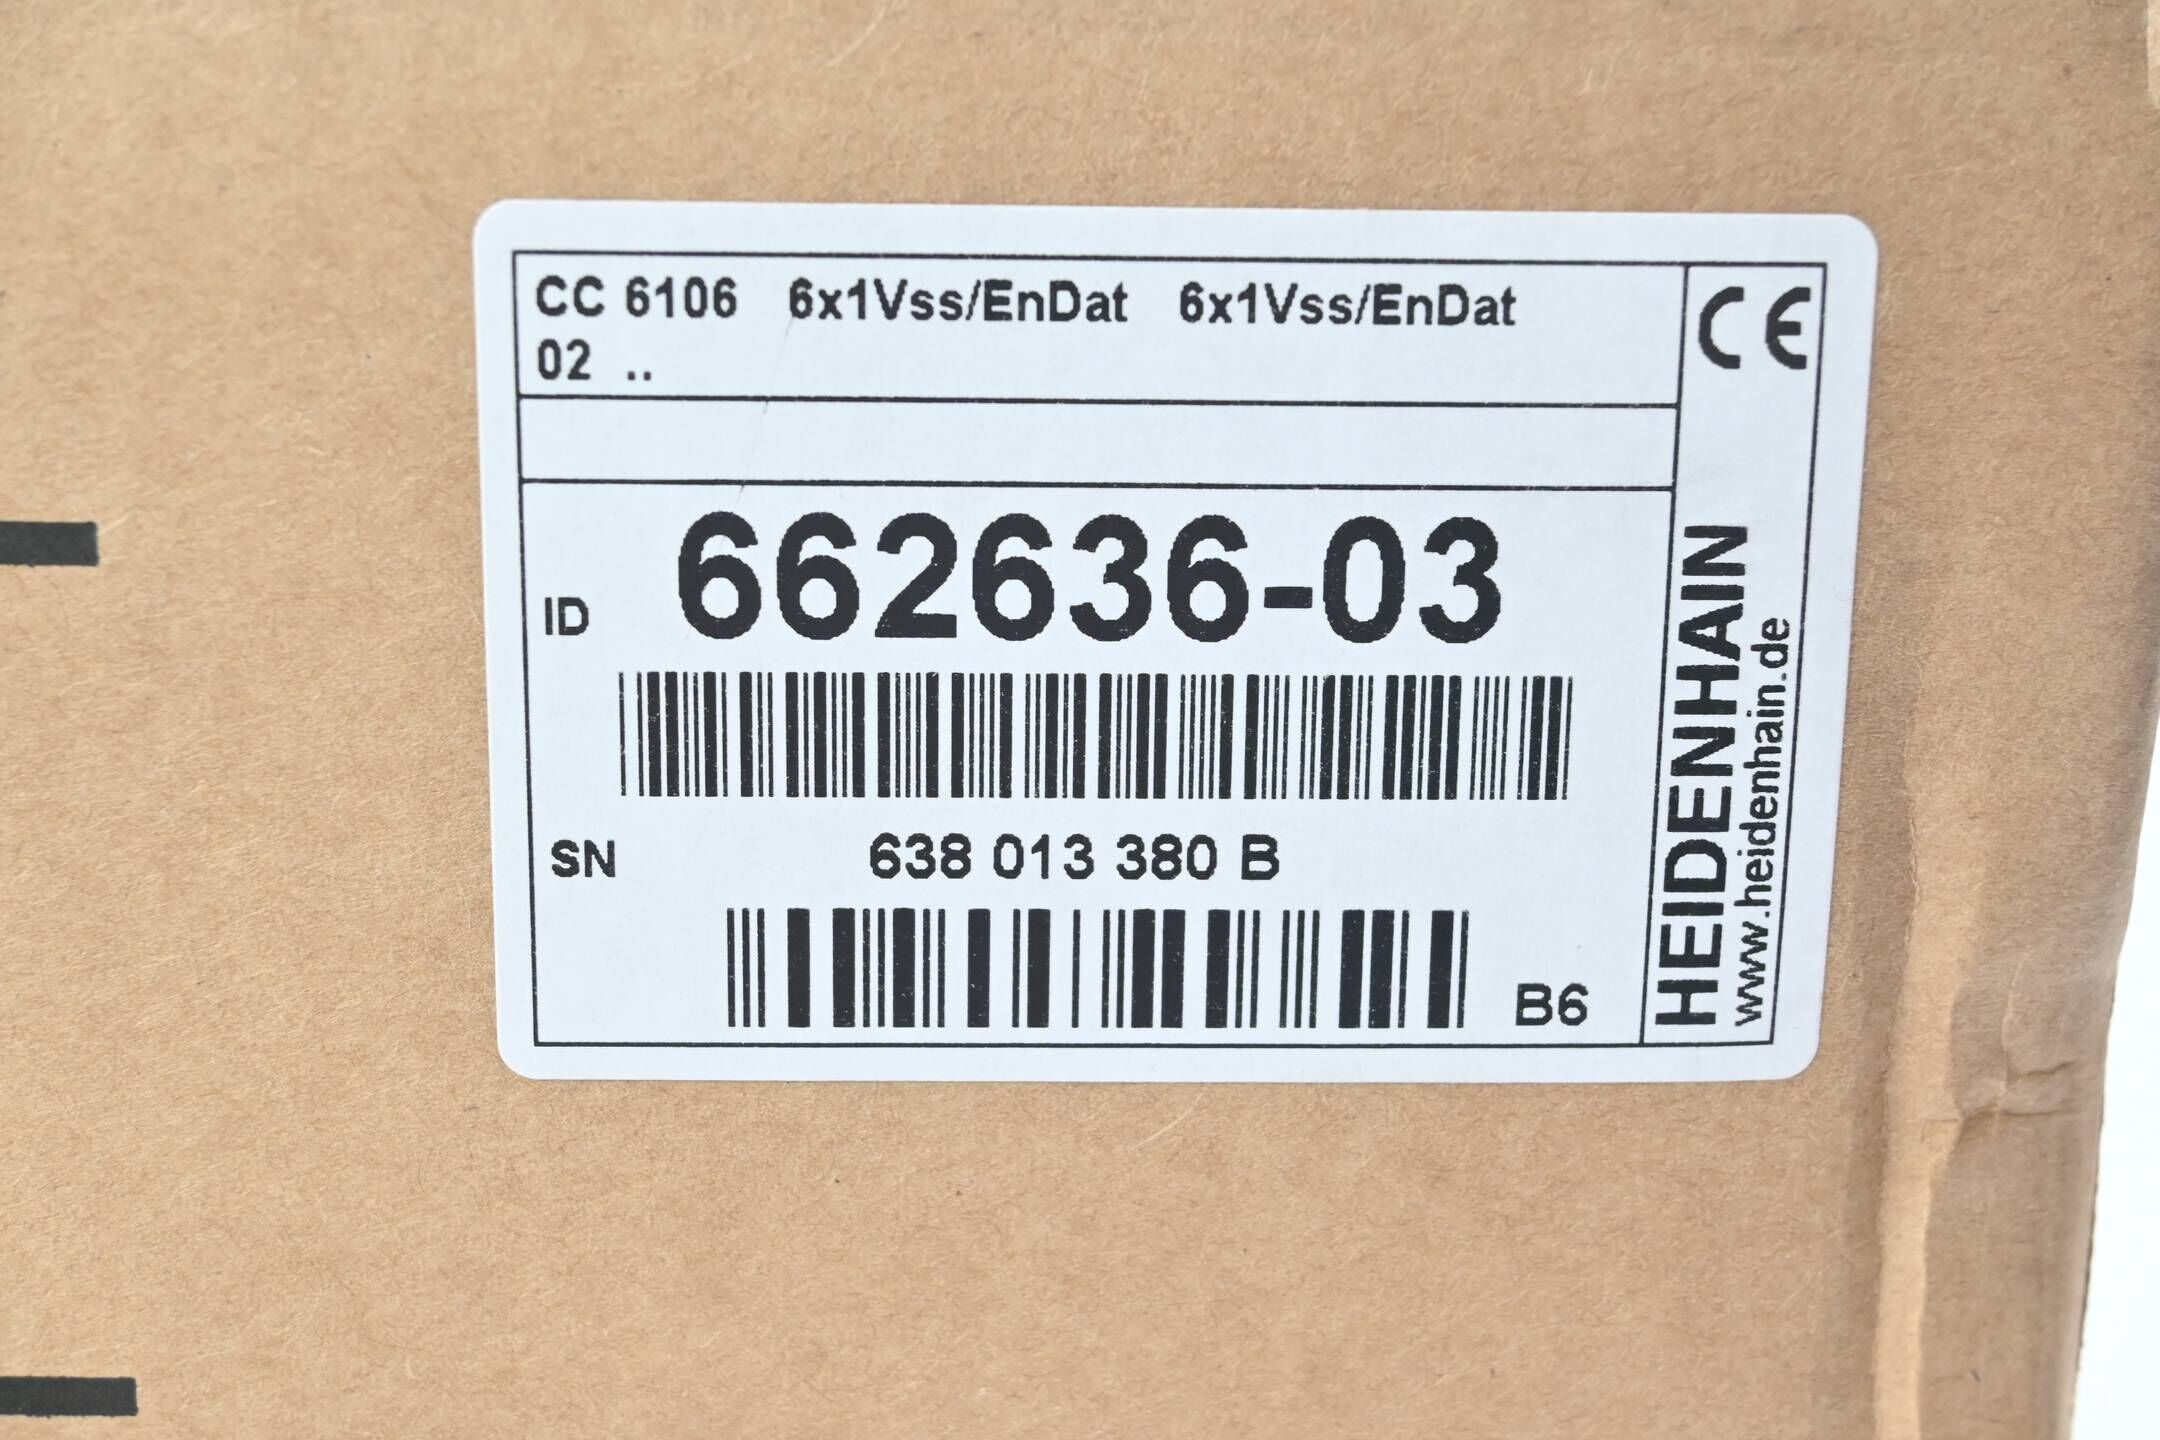 CC 6106 6x1Vss/EnDat 6x1Vss/EnDat
02 ..
CE
ID 662636-03
SN 638 013 380 B
B6
HEIDENHAIN
www.heidenhain.de